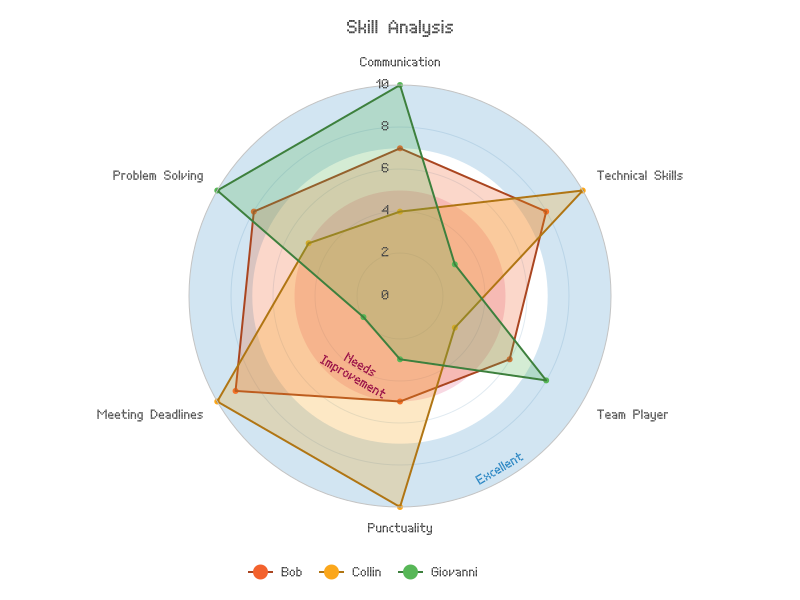 Skill Analysis
Communication
10
8
6
4
2
0
Technical Skills
Team Player
Punctuality
Meeting Deadlines
Problem Solving
Needs
Improvement
Excellent
Bob
Collin
Giovanni